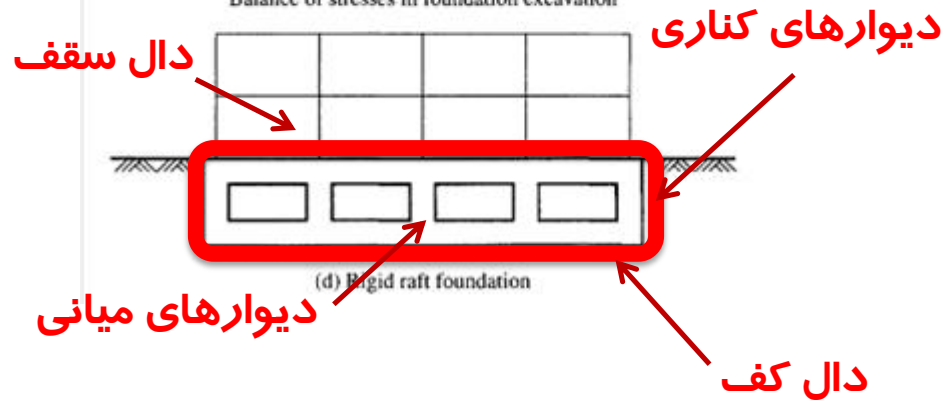 Balance of stresses in foundation excavation
دیوارهای کناری
دال سقف
(d) Rigid raft foundation
دیوارهای میانی
دال کف